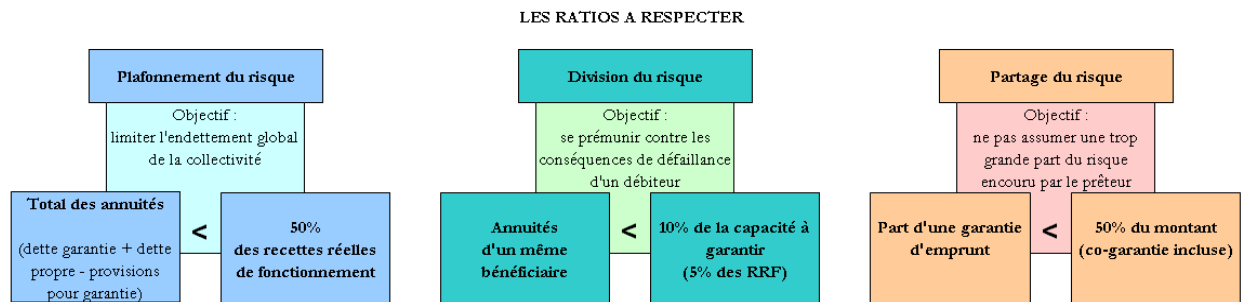 LES RATIOS A RESPECTER
Plafonnement du risque
Objectif :
limiter l'endettement global
de la collectivité
Total des annuités
(dette garantie + dette
propre - provisions
pour garantie)
<
50%
des recettes réelles
de fonctionnement
Division du risque
Objectif :
se prémunir contre les
conséquences de défaillance
d'un débiteur
Annuités
d'un même
bénéficiaire
<
10% de la capacité à
garantir
(5% des RRF)
Partage du risque
Objectif :
ne pas assumer une trop
grande part du risque
encouru par le prêteur
Part d'une garantie
d'emprunt
<
50% du montant
(co-garantie incluse)